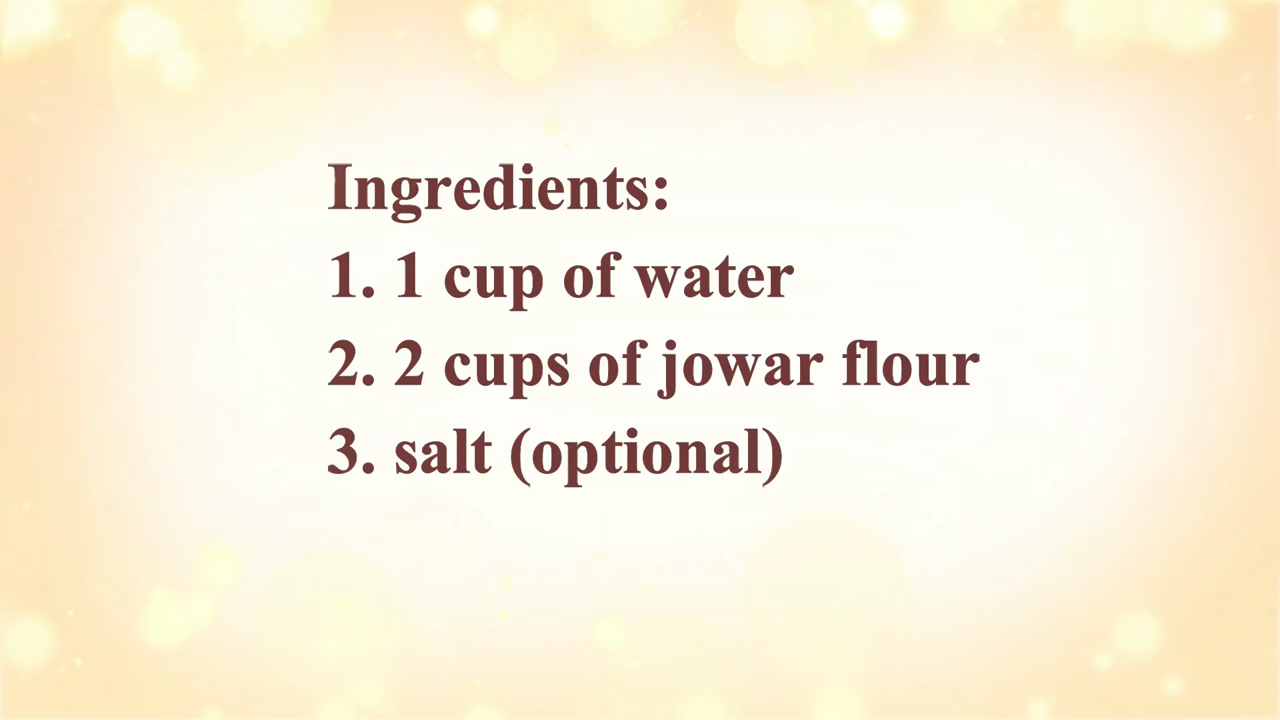 Ingredients:
1. 1 cup of water
2. 2 cups of jowar flour
3. salt (optional)